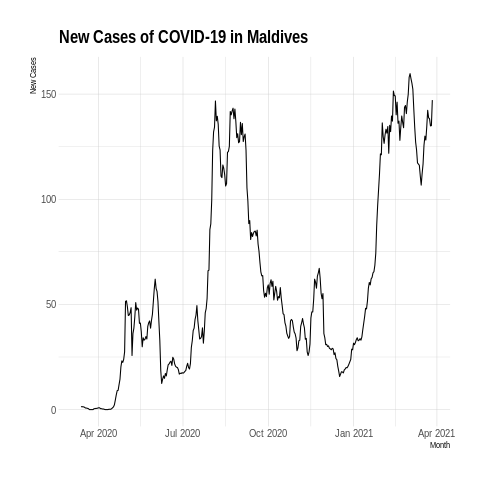 New Cases of COVID-19 in Maldives
New Cases
150
100
50
0
Apr 2020 Jul 2020 Oct 2020 Jan 2021 Apr 2021
Month